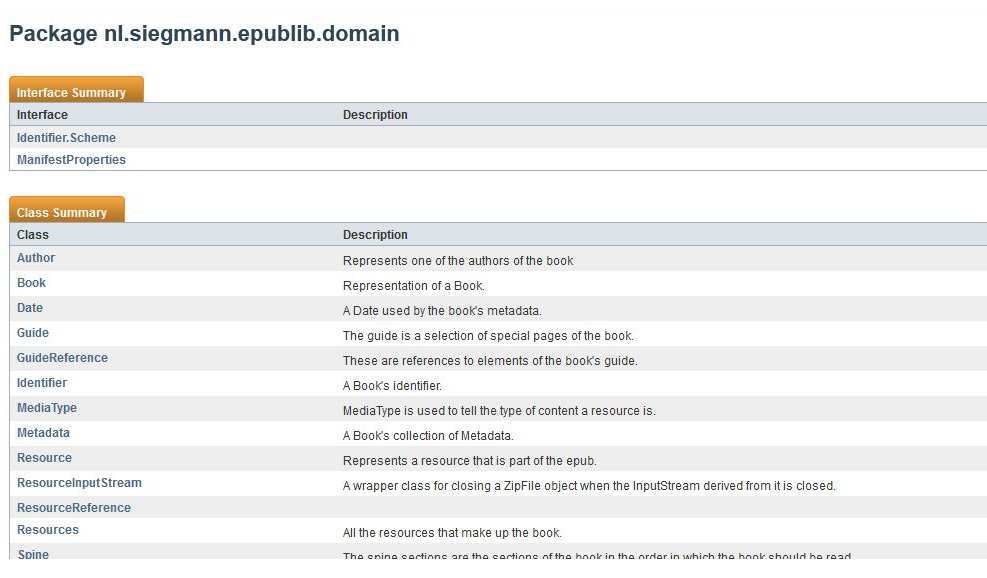 Package nl.siegmann.epublib.domain
Interface Summary
Interface Description
Identifier.Scheme
ManifestProperties
Class Summary
Class Description
Author Represents one of the authors of the book
Book Representation of a Book.
Date A Date used by the book's metadata.
Guide The guide is a selection of special pages of the book.
GuideReference These are references to elements of the book's guide.
Identifier A Book's identifier.
MediaType MediaType is used to tell the type of content a resource is.
Metadata A Book's collection of Metadata.
Resource Represents a resource that is part of the epub.
ResourceInputStream A wrapper class for closing a ZipFile object when the InputStream derived from it is closed.
ResourceReference
Resources All the resources that make up the book.
Spine The spine sections are the sections of the book in the order in which the book should be read.